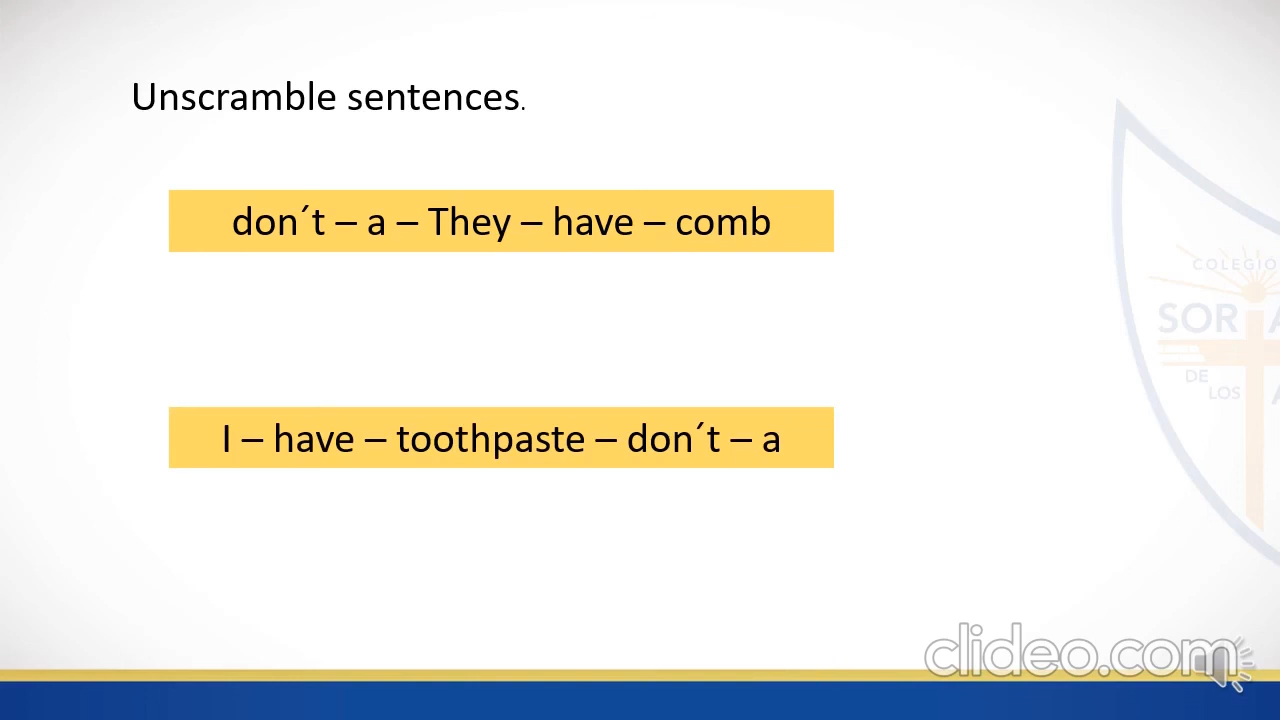 Unscramble sentences.
don´t – a – They – have – comb
I – have – toothpaste – don´t – a
COLEGIO
SOR
DE
LOS
clideo.com